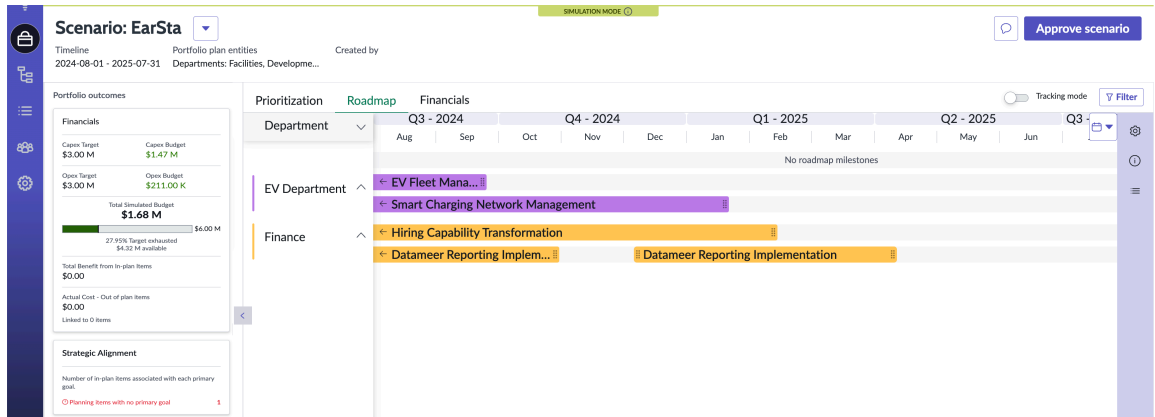 SIMULATION MODE
Scenario: EarSta
Approve scenario
Timeline
Portfolio plan entities
Created by
2024-08-01 - 2025-07-31
Departments: Facilities, Developme...
Portfolio outcomes
Financials
Capex Target
Capex Budget
$3.00 M
$1.47 M
Opex Target
Opex Budget
$3.00 M
$211.00 K
Total Simulated Budget
$1.68 M
$6.00 M
27.95% Target exhausted
$4.32 M available
Total Benefit from In-plan Items
$0.00
Actual Cost - Out of plan items
$0.00
Linked to 0 items
Strategic Alignment
Number of in-plan items associated with each primary
goal.
Planning items with no primary goal 1
Prioritization
Roadmap
Financials
Tracking mode
Filter
Department
Q3 - 2024
Q4 - 2024
Q1 - 2025
Q2 - 2025
Q3 -
Aug
Sep
Oct
Nov
Dec
Jan
Feb
Mar
Apr
May
Jun
No roadmap milestones
EV Department
EV Fleet Mana...
Smart Charging Network Management
Finance
Hiring Capability Transformation
Datameer Reporting Implem...
Datameer Reporting Implementation